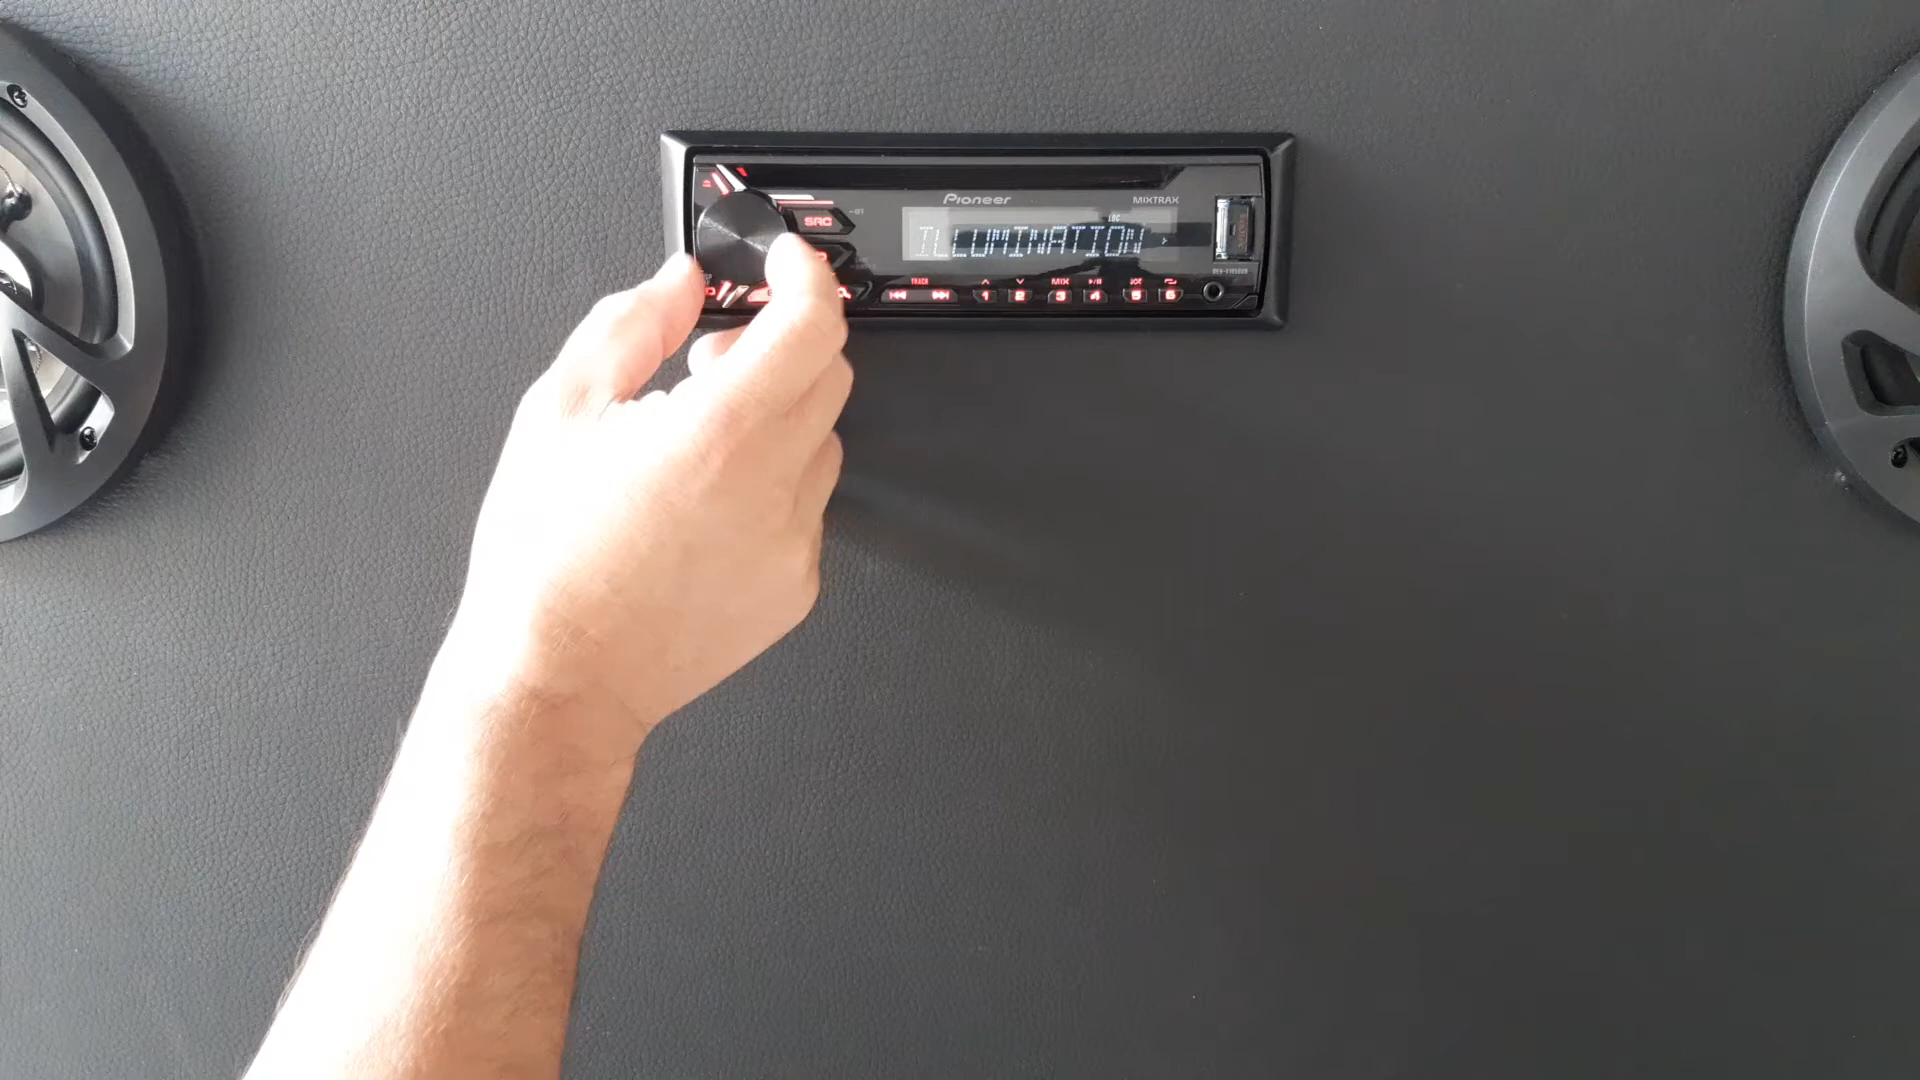 Pioneer
MIXTRAX
SRC
LOC
ILLUMINATION
TRACK
MIX
1
2
3
4
5
6